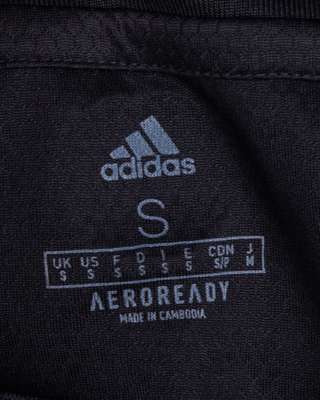 adidas
S
UK US F D I E CDN J
S S S S S S S/P M
AEROREADY
MADE IN CAMBODIA